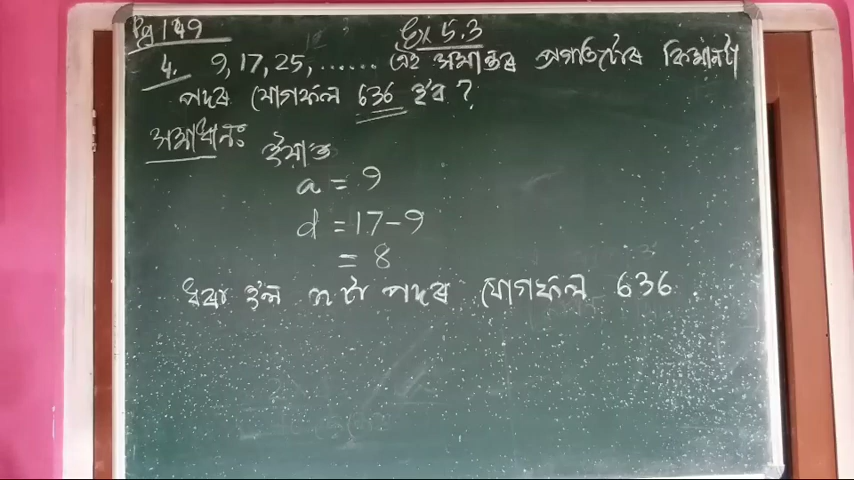 Pg 149
Ex 5.3
4. 9, 17, 25, ...... এই সমান্তৰ প্ৰগতিটোৰ কিমানটা
পদৰ যোগফল 636 হ'ব ?
সমাধানঃ ইয়াত
a = 9
d = 17 - 9
= 8
ধৰা হ'ল n টা পদৰ যোগফল 636